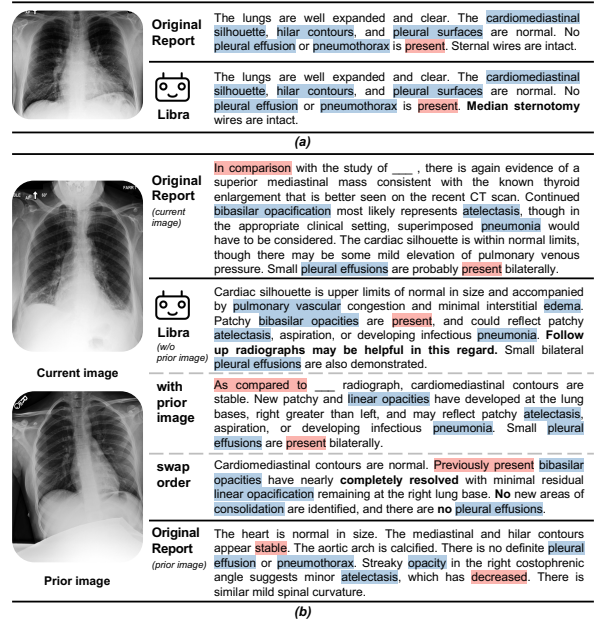 Original
Report
The lungs are well expanded and clear. The cardiomediastinal
silhouette, hilar contours, and pleural surfaces are normal. No
pleural effusion or pneumothorax is present. Sternal wires are intact.
Libra
The lungs are well expanded and clear. The cardiomediastinal
silhouette, hilar contours, and pleural surfaces are normal. No
pleural effusion or pneumothorax is present. Median sternotomy
wires are intact.
(a)
Original
Report
(current
image)
In comparison with the study of ___ , there is again evidence of a
superior mediastinal mass consistent with the known thyroid
enlargement that is better seen on the recent CT scan. Continued
bibasilar opacification most likely represents atelectasis, though in
the appropriate clinical setting, superimposed pneumonia would
have to be considered. The cardiac silhouette is within normal limits,
though there may be some mild elevation of pulmonary venous
pressure. Small pleural effusions are probably present bilaterally.
Libra
(w/o
prior image)
Cardiac silhouette is upper limits of normal in size and accompanied
by pulmonary vascular congestion and minimal interstitial edema.
Patchy bibasilar opacities are present, and could reflect patchy
atelectasis, aspiration, or developing infectious pneumonia. Follow
up radiographs may be helpful in this regard. Small bilateral
pleural effusions are also demonstrated.
Current image
with
prior
image
As compared to ___ radiograph, cardiomediastinal contours are
stable. New patchy and linear opacities have developed at the lung
bases, right greater than left, and may reflect patchy atelectasis,
aspiration, or developing infectious pneumonia. Small pleural
effusions are present bilaterally.
swap
order
Cardiomediastinal contours are normal. Previously present bibasilar
opacities have nearly completely resolved with minimal residual
linear opacification remaining at the right lung base. No new areas of
consolidation are identified, and there are no pleural effusions.
Original
Report
(prior image)
The heart is normal in size. The mediastinal and hilar contours
appear stable. The aortic arch is calcified. There is no definite pleural
effusion or pneumothorax. Streaky opacity in the right costophrenic
angle suggests minor atelectasis, which has decreased. There is
similar mild spinal curvature.
Prior image
(b)